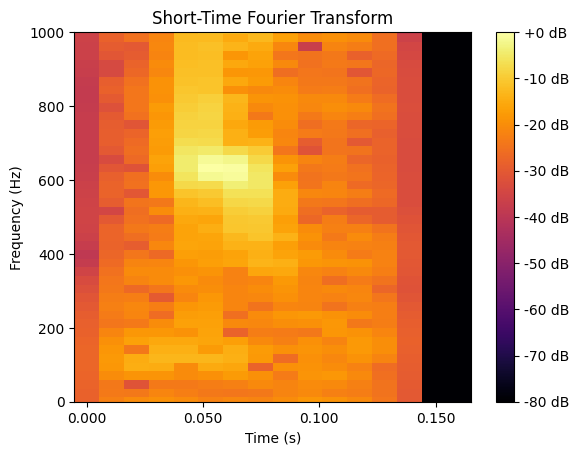 Short-Time Fourier Transform
1000
800
600
400
200
0
Frequency (Hz)
0.000
0.050
0.100
0.150
Time (s)
+0 dB
-10 dB
-20 dB
-30 dB
-40 dB
-50 dB
-60 dB
-70 dB
-80 dB